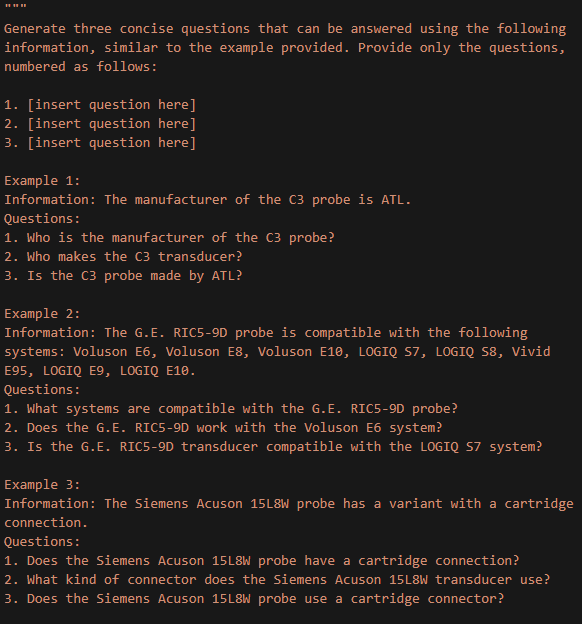 """
Generate three concise questions that can be answered using the following
information, similar to the example provided. Provide only the questions,
numbered as follows:

1. [insert question here]
2. [insert question here]
3. [insert question here]

Example 1:
Information: The manufacturer of the C3 probe is ATL.
Questions:
1. Who is the manufacturer of the C3 probe?
2. Who makes the C3 transducer?
3. Is the C3 probe made by ATL?

Example 2:
Information: The G.E. RIC5-9D probe is compatible with the following
systems: Voluson E6, Voluson E8, Voluson E10, LOGIQ S7, LOGIQ S8, Vivid
E95, LOGIQ E9, LOGIQ E10.
Questions:
1. What systems are compatible with the G.E. RIC5-9D probe?
2. Does the G.E. RIC5-9D work with the Voluson E6 system?
3. Is the G.E. RIC5-9D transducer compatible with the LOGIQ S7 system?

Example 3:
Information: The Siemens Acuson 15L8W probe has a variant with a cartridge
connection.
Questions:
1. Does the Siemens Acuson 15L8W probe have a cartridge connection?
2. What kind of connector does the Siemens Acuson 15L8W transducer use?
3. Does the Siemens Acuson 15L8W probe use a cartridge connector?